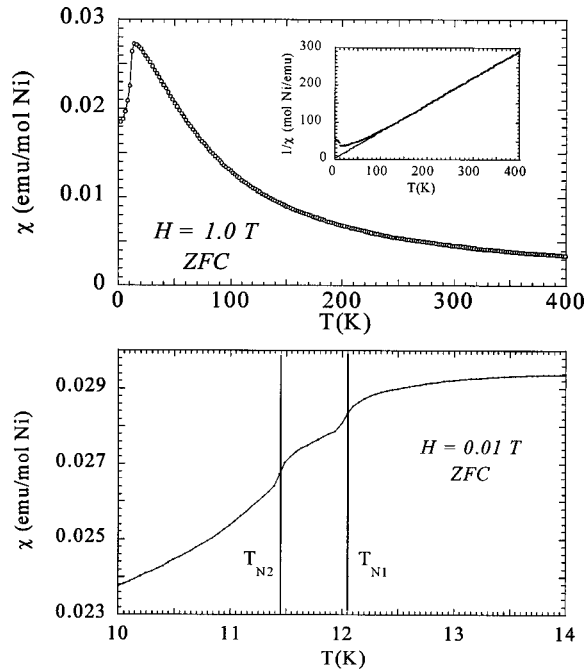 0.03
0.02
0.01
0
χ (emu/mol Ni)
300
200
100
0
1/χ (mol Ni/emu)
0 100 200 300 400
T(K)
H = 1.0 T
ZFC
0 100 200 300 400
T(K)
0.029
0.027
0.025
0.023
χ (emu/mol Ni)
H = 0.01 T
ZFC
T_N2
T_N1
10 11 12 13 14
T(K)